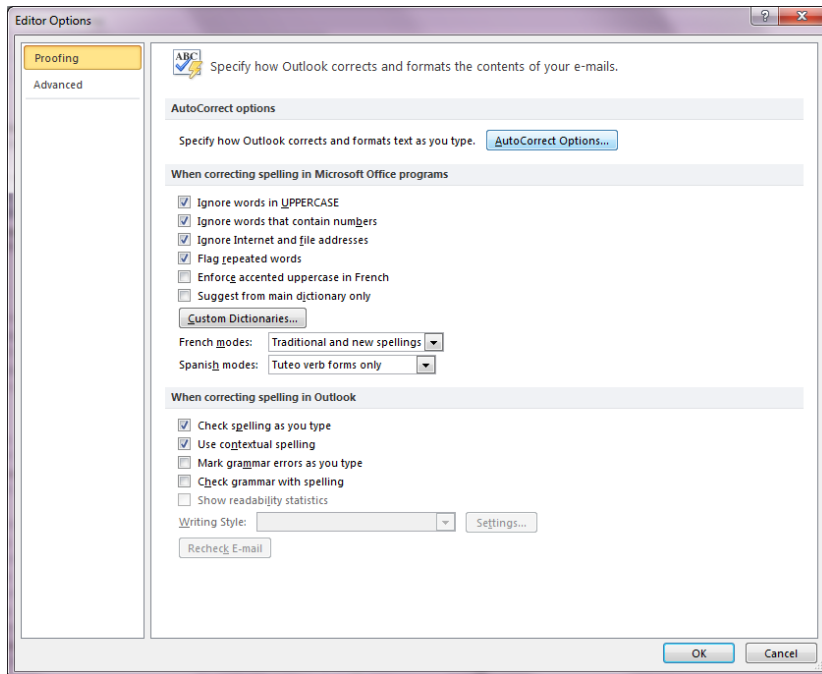 Editor Options
Proofing
Advanced
ABC
Specify how Outlook corrects and formats the contents of your e-mails.
AutoCorrect options
Specify how Outlook corrects and formats text as you type. AutoCorrect Options...
When correcting spelling in Microsoft Office programs
Ignore words in UPPERCASE
Ignore words that contain numbers
Ignore Internet and file addresses
Flag repeated words
Enforce accented uppercase in French
Suggest from main dictionary only
Custom Dictionaries...
French modes: Traditional and new spellings
Spanish modes: Tuteo verb forms only
When correcting spelling in Outlook
Check spelling as you type
Use contextual spelling
Mark grammar errors as you type
Check grammar with spelling
Show readability statistics
Writing Style: Settings...
Recheck E-mail
OK Cancel